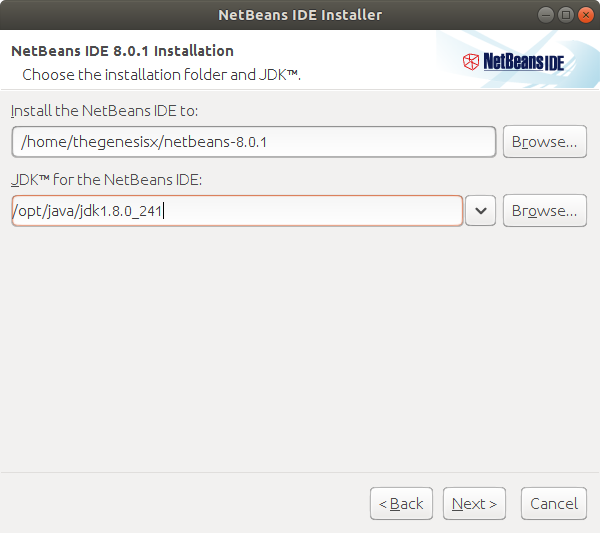 NetBeans IDE Installer
NetBeans IDE 8.0.1 Installation
Choose the installation folder and JDK™.
NetBeans IDE
Install the NetBeans IDE to:
/home/thegenesisx/netbeans-8.0.1
Browse...
JDK™ for the NetBeans IDE:
/opt/java/jdk1.8.0_241
Browse...
< Back
Next >
Cancel